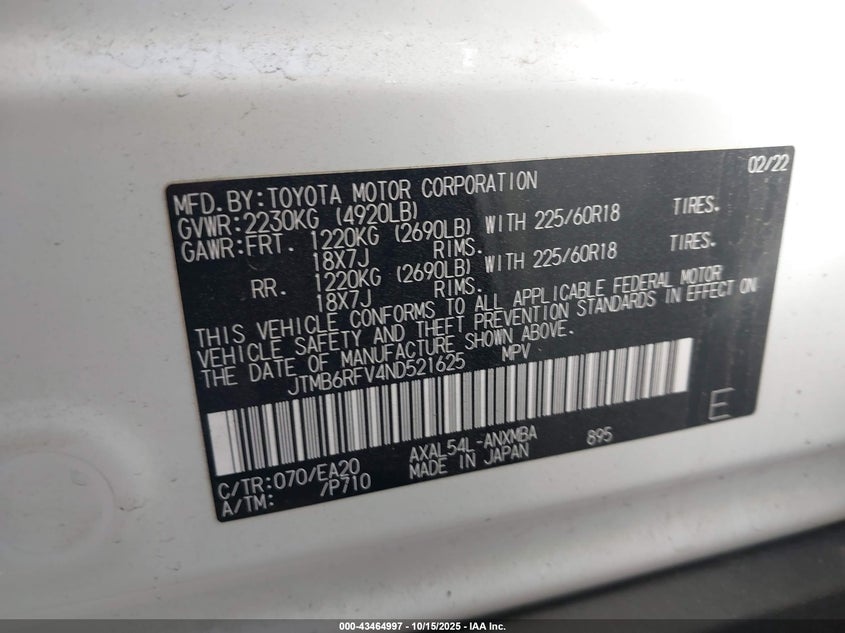 02/22
MFD. BY: TOYOTA MOTOR CORPORATION
GVWR: 2230KG (4920LB)
GAWR: FRT. 1220KG (2690LB) WITH 225/60R18 TIRES.
18X7J RIMS.
RR. 1220KG (2690LB) WITH 225/60R18 TIRES.
18X7J RIMS.
THIS VEHICLE CONFORMS TO ALL APPLICABLE FEDERAL MOTOR
VEHICLE SAFETY AND THEFT PREVENTION STANDARDS IN EFFECT ON
THE DATE OF MANUFACTURE SHOWN ABOVE.
JTMB6RFV4ND521625 MPV
E
C/TR: 070/EA20 AXAL54L-ANXMBA 895
A/TM: /P710 MADE IN JAPAN
000-43464997 - 10/15/2025 - IAA Inc.